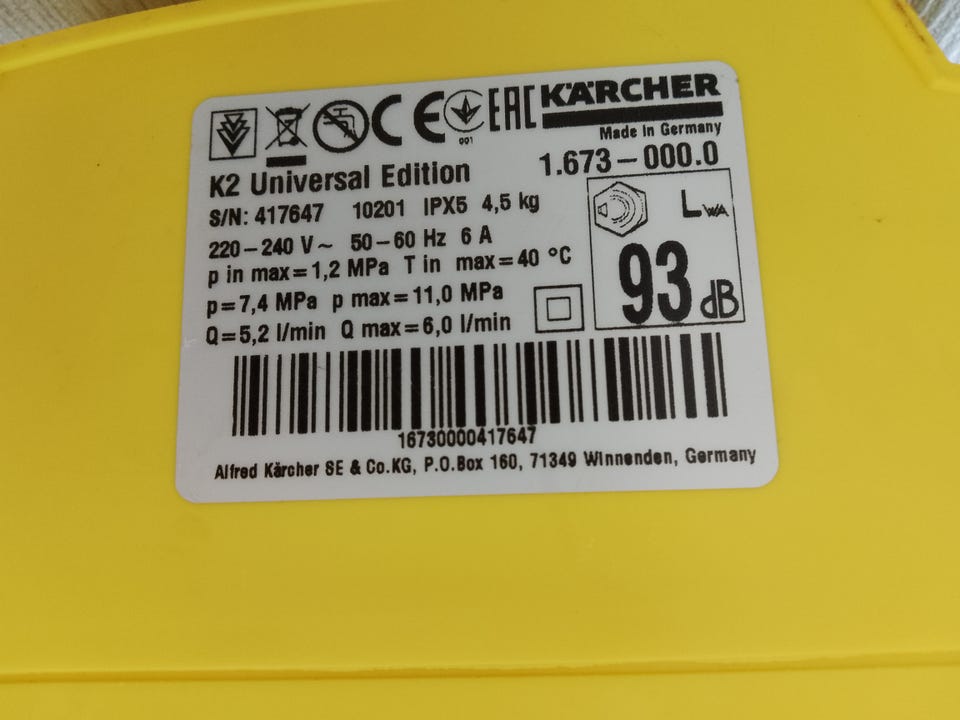 CE 001 EAC KÄRCHER
Made in Germany
K2 Universal Edition 1.673-000.0
S/N: 417647 10201 IPX5 4,5 kg
220-240 V~ 50-60 Hz 6 A
p in max=1,2 MPa T in max=40 °C
p=7,4 MPa p max=11,0 MPa
Q=5,2 l/min Q max=6,0 l/min
LWA
93 dB
16730000417647
Alfred Kärcher SE & Co.KG, P.O.Box 160, 71349 Winnenden, Germany